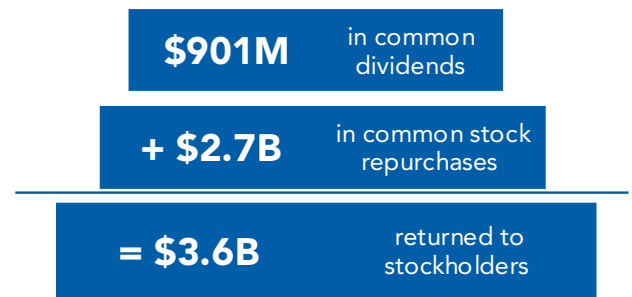 $901M
in common
dividends
+ $2.7B
in common stock
repurchases
= $3.6B
returned to
stockholders